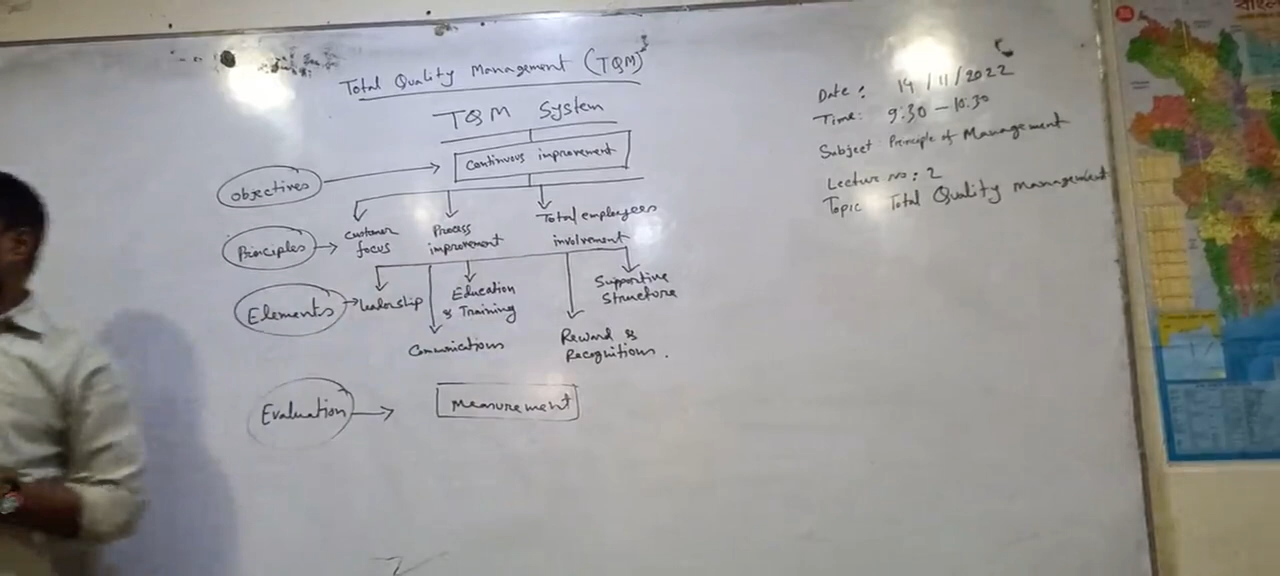 Total Quality Management (TQM)
TQM System
Objectives
Continuous improvement
Principles
Customer focus
Process improvement
Total employees involvement
Elements
Leadership
Education & Training
Supportive Structure
Communications
Reward & Recognitions.
Evaluation
Measurement
Date: 14/11/2022
Time: 9:30 - 10:30
Subject Principle of Management
Lecture no: 2
Topic Total Quality Management